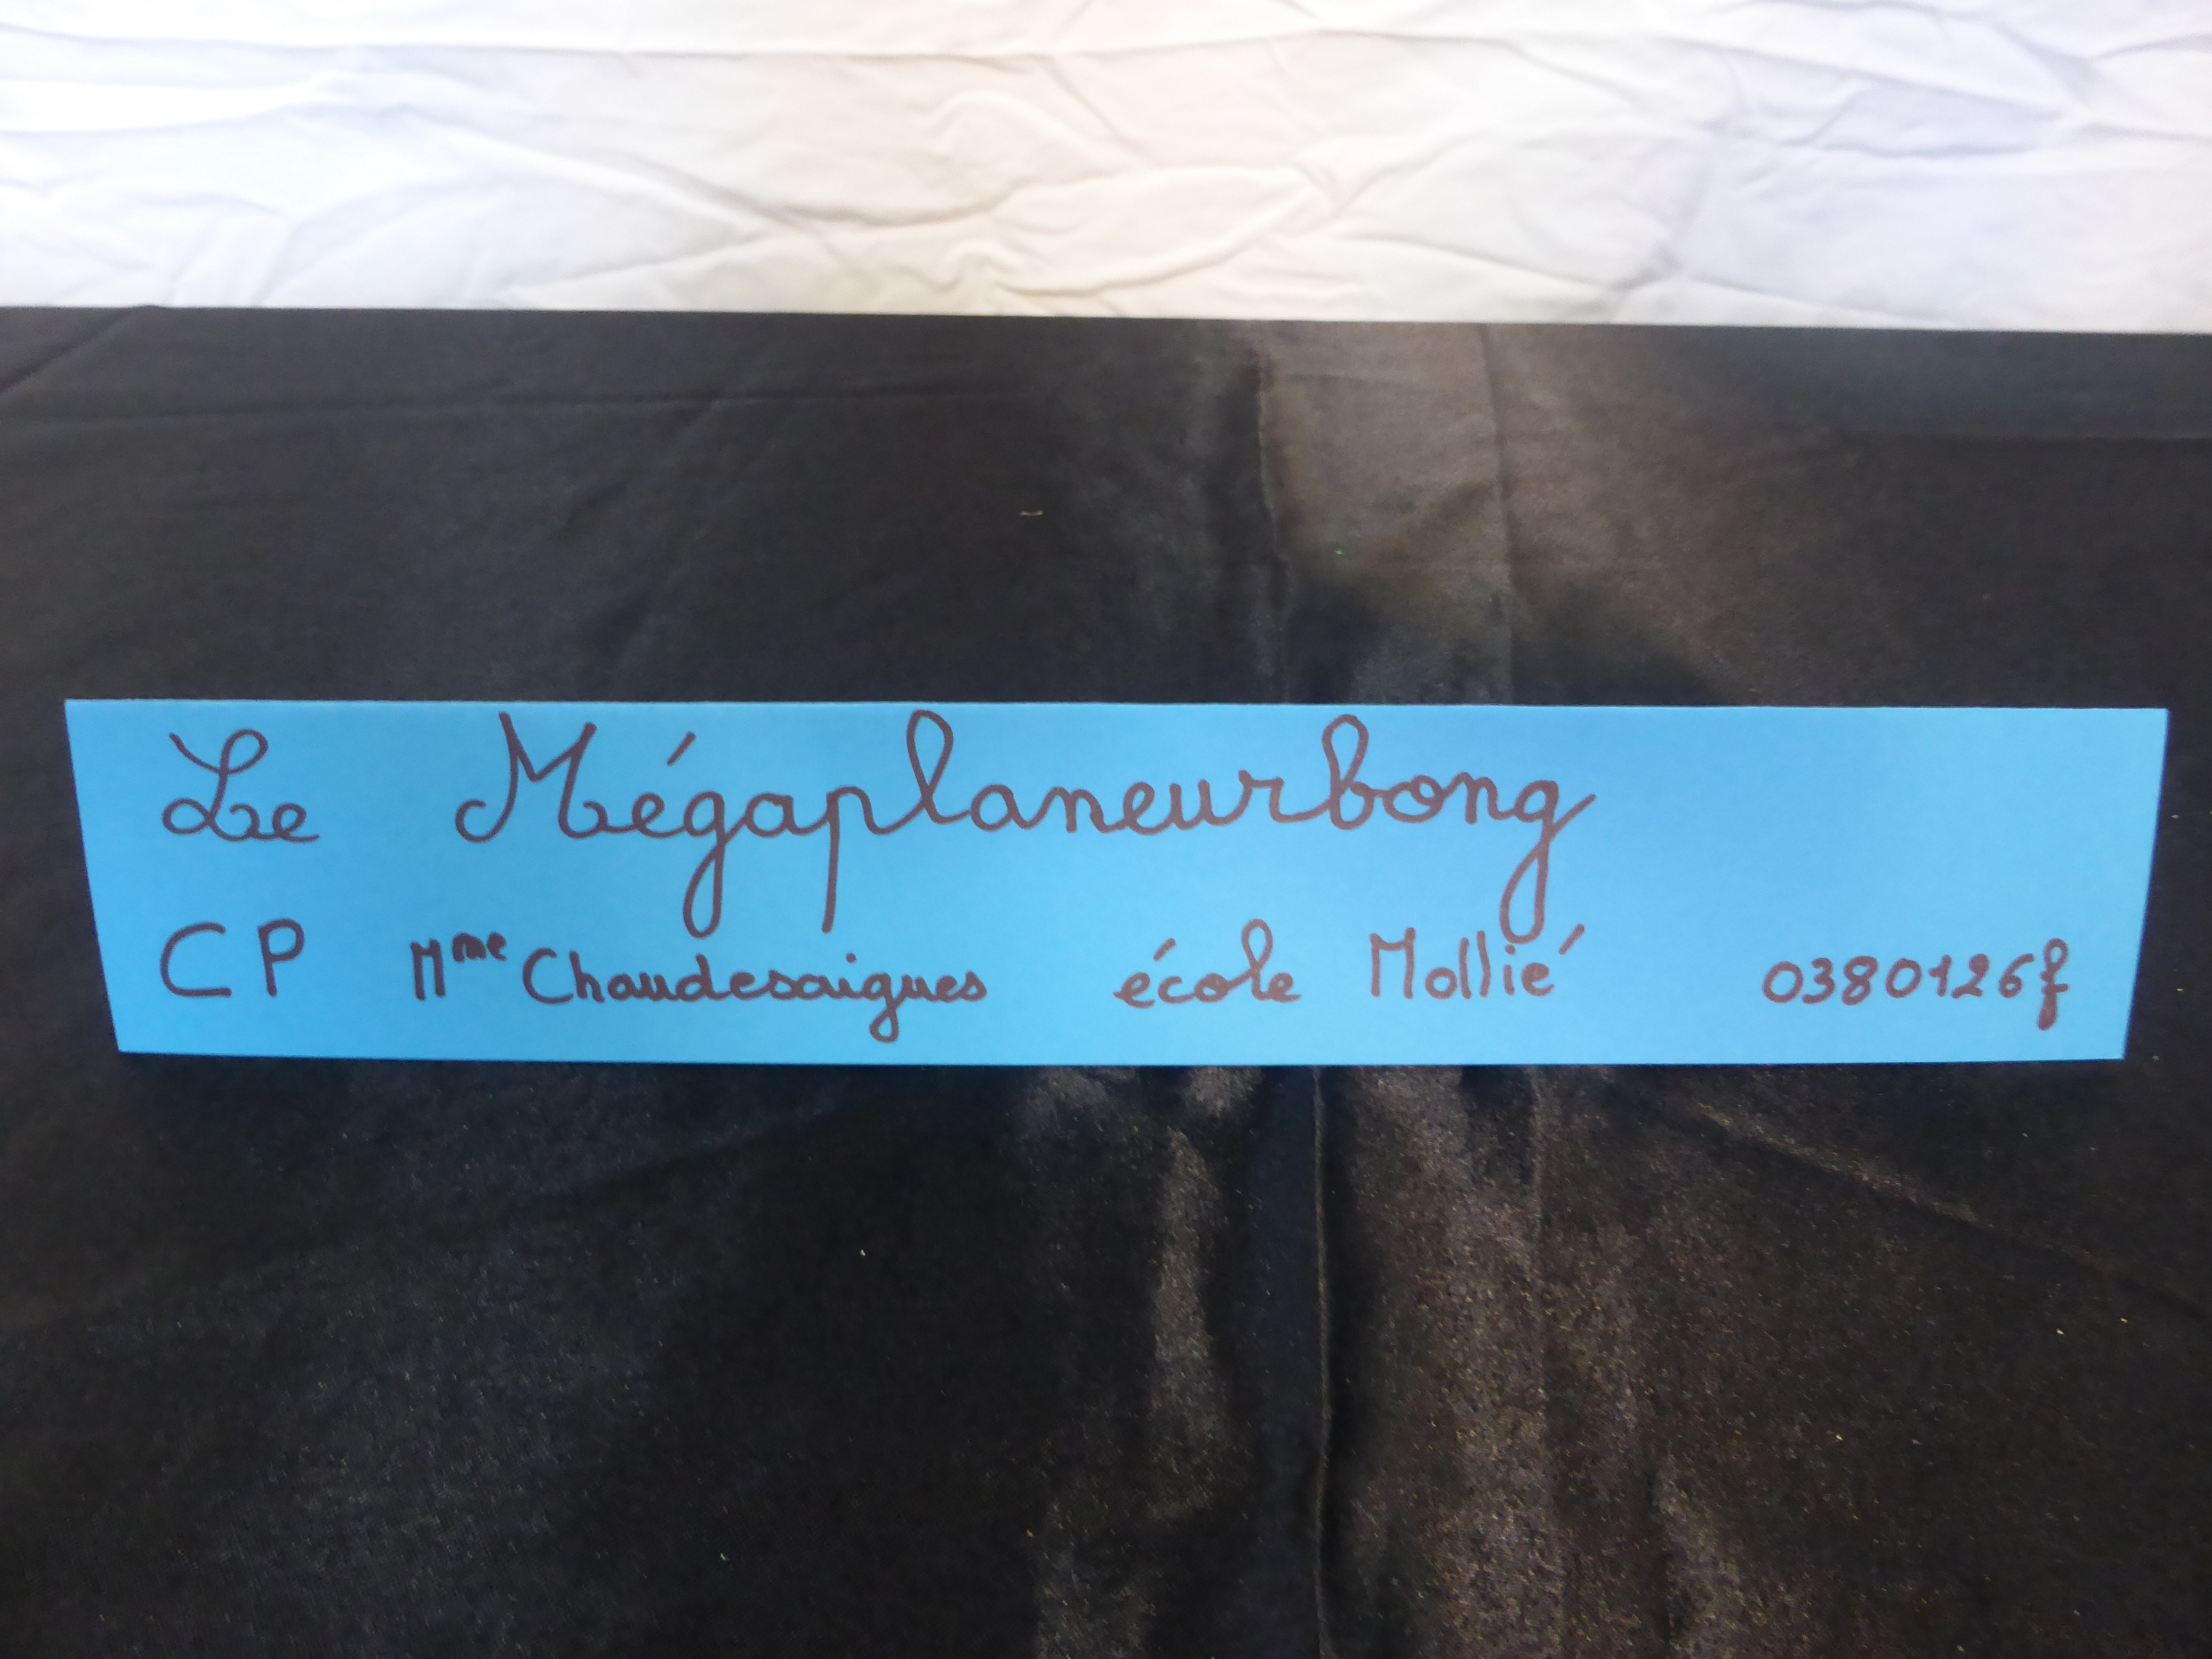 Le Mégaplaneurbong
CP Mme Chaudesaigues école Mollié 0380126f